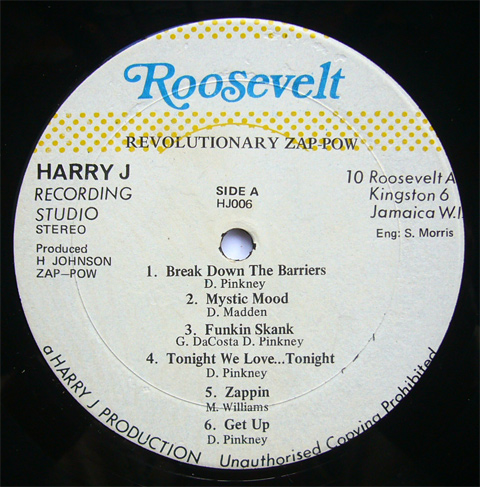 Roosevelt
REVOLUTIONARY ZAP-POW
HARRY J
RECORDING
STUDIO
STEREO
Produced
H JOHNSON
ZAP-POW
SIDE A
HJ006
10 Roosevelt A
Kingston 6
Jamaica W.I.
Eng: S. Morris
1. Break Down The Barriers
D. Pinkney
2. Mystic Mood
D. Madden
3. Funkin Skank
G. DaCosta D. Pinkney
4. Tonight We Love...Tonight
D. Pinkney
5. Zappin
M. Williams
6. Get Up
D. Pinkney
a HARRY J PRODUCTION
Unauthorised Copying Prohibited